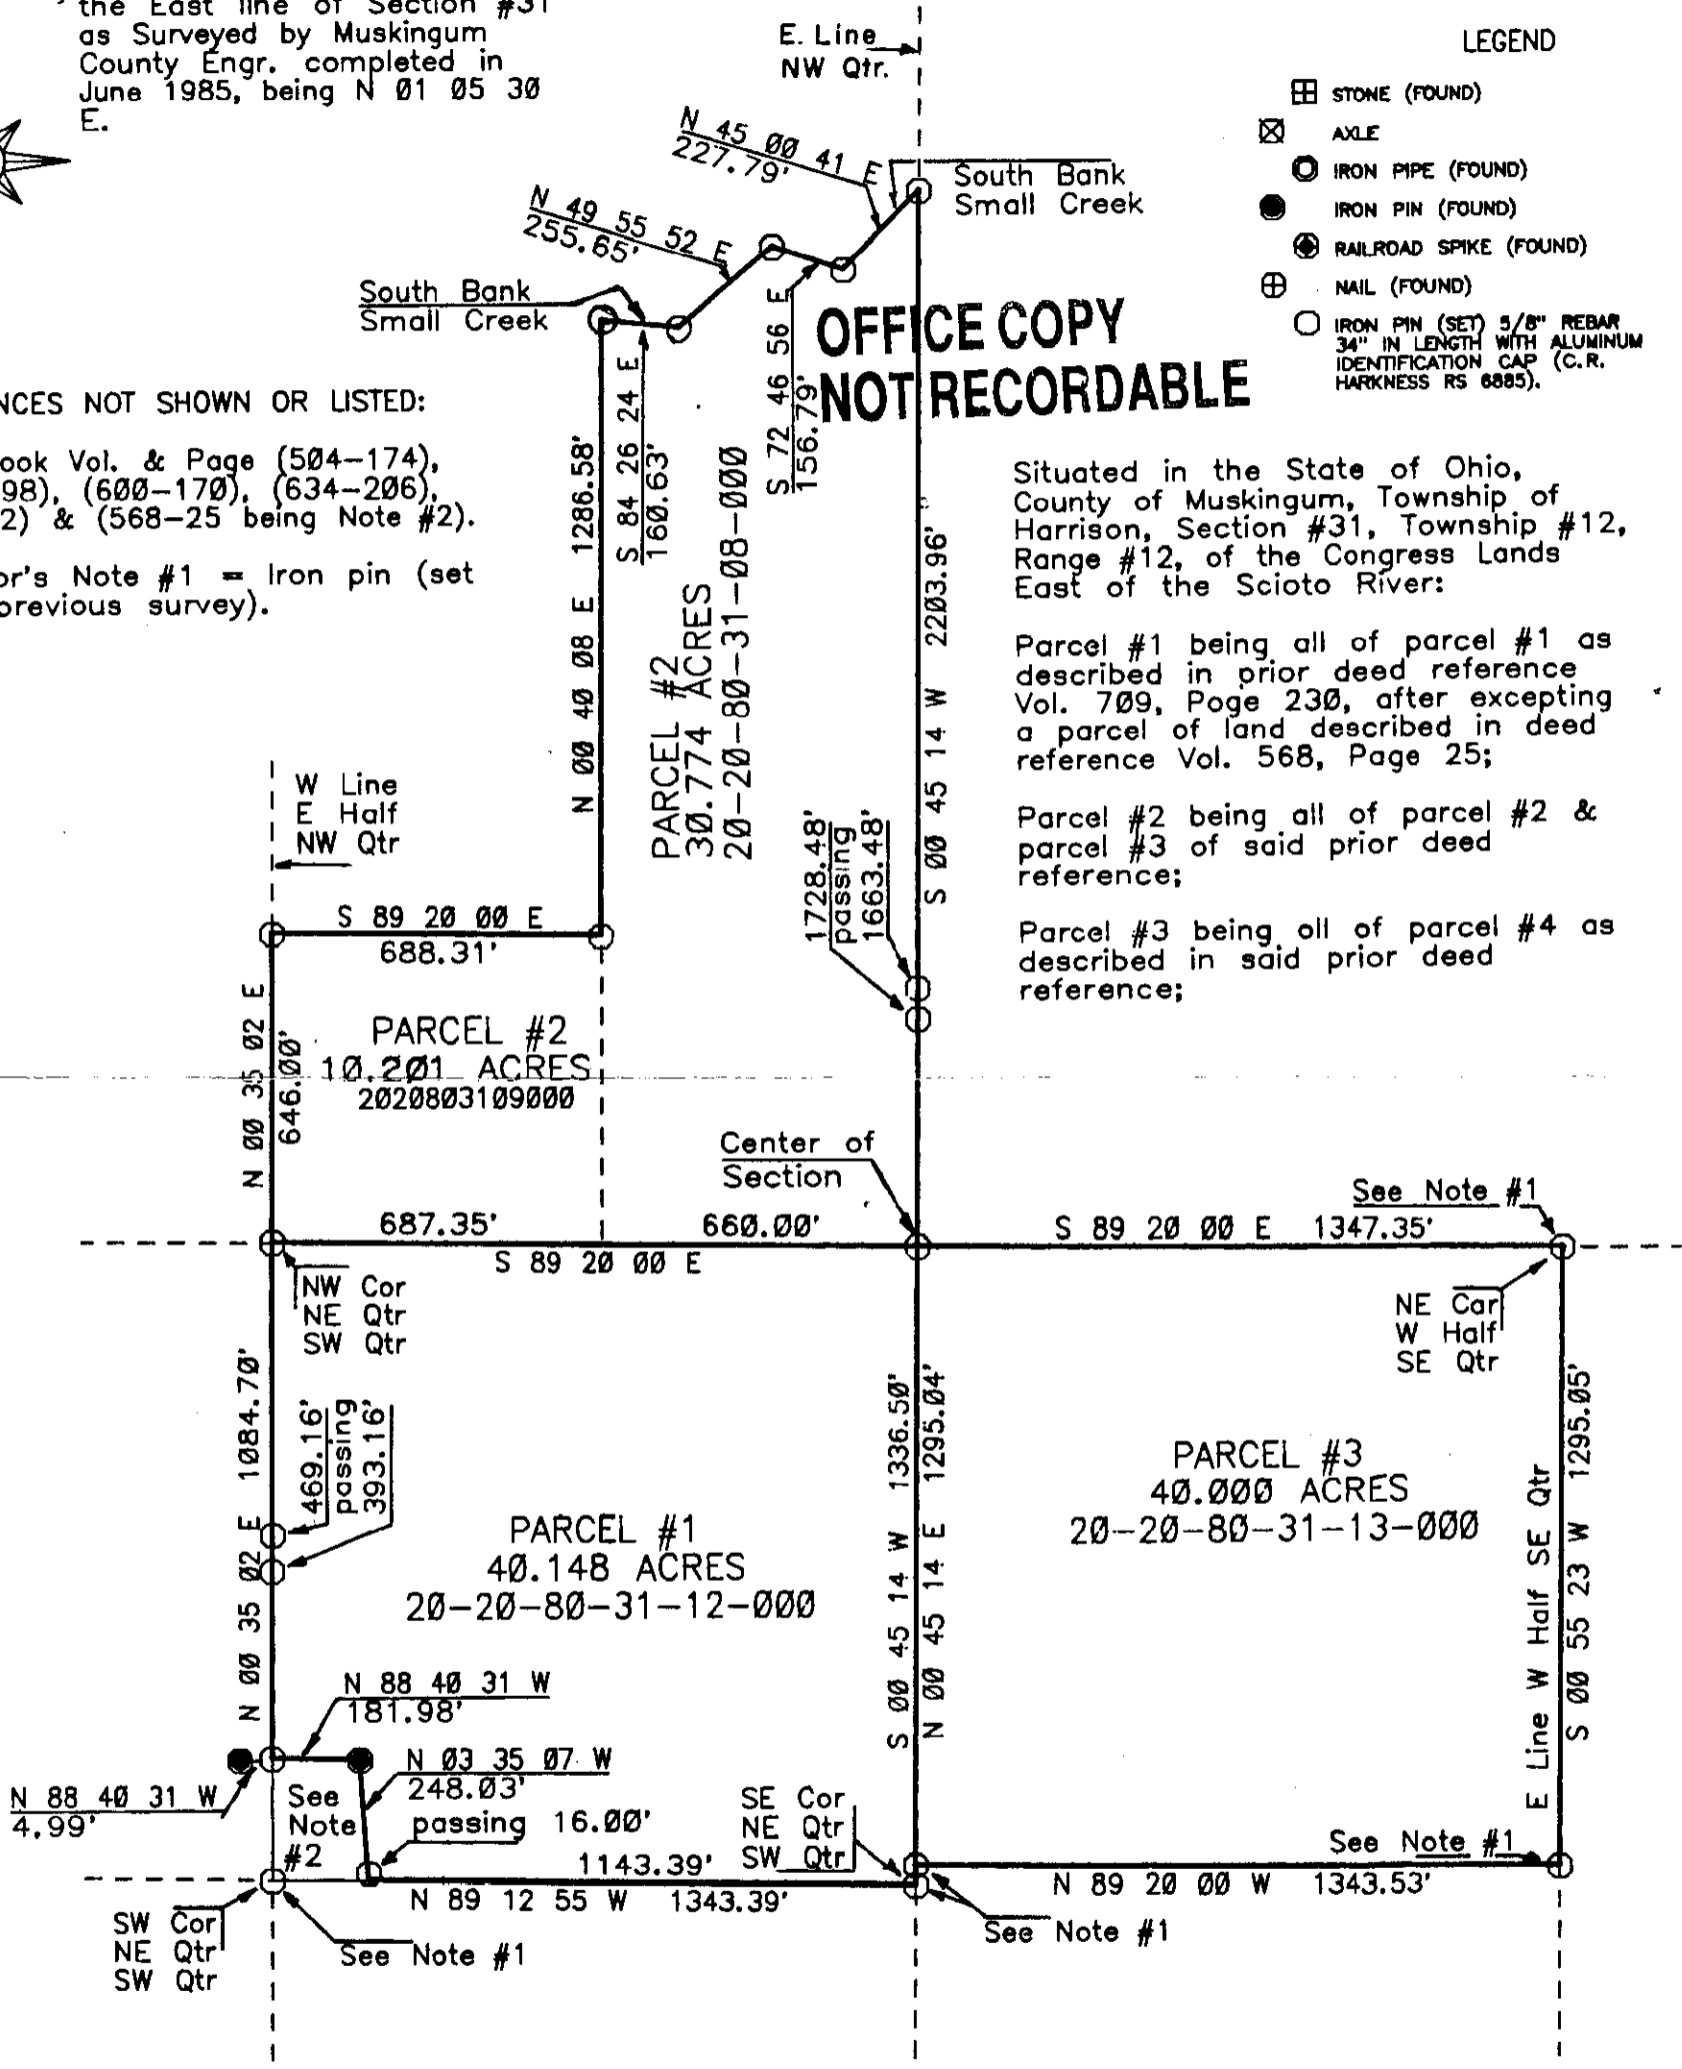 the East line of Section #31
as Surveyed by Muskingum
County Engr. completed in
June 1985, being N 01 05 30
E.
E. Line
NW Qtr.
LEGEND
STONE (FOUND)
AXLE
IRON PIPE (FOUND)
IRON PIN (FOUND)
RAILROAD SPIKE (FOUND)
NAIL (FOUND)
IRON PIN (SET) 5/8" REBAR
34" IN LENGTH WITH ALUMINUM
IDENTIFICATION CAP (C.R.
HARKNESS RS 6885).
N 45 00 41 E
227.79'
South Bank
Small Creek
N 49 55 52 E
255.65'
South Bank
Small Creek
S 84 26 24 E
160.63'
S 72 46 56 E
156.79'
OFFICE COPY
NOT RECORDABLE
NCES NOT SHOWN OR LISTED:
ook Vol. & Page (504-174),
98), (600-170), (634-206),
2) & (568-25 being Note #2).
or's Note #1 = Iron pin (set
previous survey).
N 00 40 08 E 1286.58'
PARCEL #2
30.774 ACRES
20-20-80-31-08-000
S 00 45 14 W 2203.96'
1728.48'
passing
1663.48'
Situated in the State of Ohio,
County of Muskingum, Township of
Harrison, Section #31, Township #12,
Range #12, of the Congress Lands
East of the Scioto River:
Parcel #1 being all of parcel #1 as
described in prior deed reference
Vol. 709, Poge 230, after excepting
a parcel of land described in deed
reference Vol. 568, Page 25;
Parcel #2 being all of parcel #2 &
parcel #3 of said prior deed
reference;
Parcel #3 being oll of parcel #4 as
described in said prior deed
reference;
W Line
E Half
NW Qtr
S 89 20 00 E
688.31'
N 00 35 02 E
646.00'
PARCEL #2
10.201 ACRES
2020803109000
Center of
Section
687.35'
660.00'
S 89 20 00 E
S 89 20 00 E 1347.35'
See Note #1
NW Cor
NE Qtr
SW Qtr
NE Car
W Half
SE Qtr
N 00 35 02 E 1084.70'
469.16'
passing
393.16'
PARCEL #1
40.148 ACRES
20-20-80-31-12-000
S 00 45 14 W 1336.50'
N 00 45 14 E 1295.04'
PARCEL #3
40.000 ACRES
20-20-80-31-13-000
E Line W Half SE Qtr
S 00 55 23 W 1295.05'
N 88 40 31 W
181.98'
N 88 40 31 W
4.99'
N 03 35 07 W
248.03'
passing 16.00'
See
Note
#2
1143.39'
N 89 12 55 W 1343.39'
SE Cor
NE Qtr
SW Qtr
See Note #1
N 89 20 00 W 1343.53'
See Note #1
SW Cor
NE Qtr
SW Qtr
See Note #1